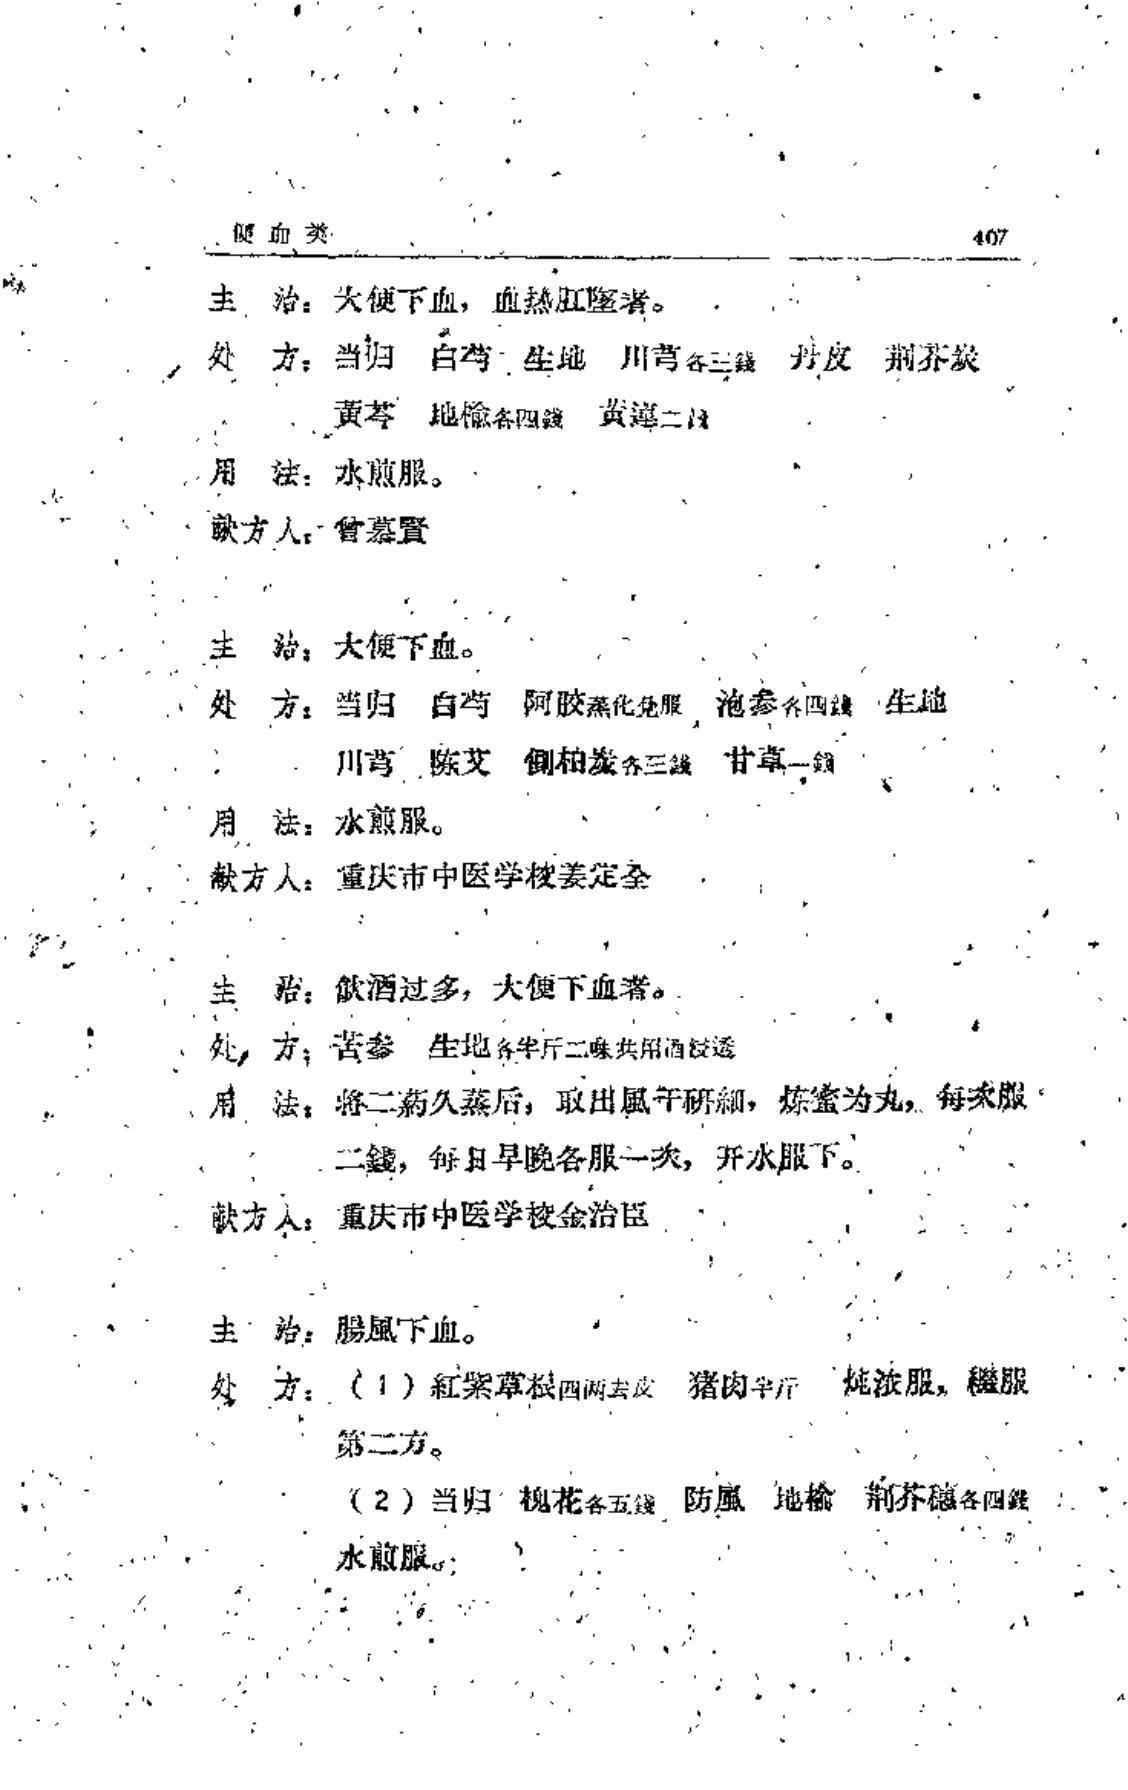 便血类 407
主　治：大便下血，血热肛墜者。
处　方：当归　白芍　生地　川芎各三錢　丹皮　荆芥炭
黄芩　地榆各四錢　黄連二錢
用　法：水煎服。
献方人：曾慕賢
主　治：大便下血。
处　方：当归　白芍　阿胶蒸化兑服　泡参各四錢　生地
川芎　陈艾　側柏炭各三錢　甘草一錢
用　法：水煎服。
献方人：重庆市中医学校姜定全
主　治：飲酒过多，大便下血者。
处　方：苦参　生地各半斤二味共用酒浸透
用　法：将二葯久蒸后，取出風干研細，炼蜜为丸，每次服
二錢，每日早晚各服一次，开水服下。
献方人：重庆市中医学校金治臣
主　治：腸風下血。
处　方：（1）紅紫草根四两去皮　猪肉半斤　炖浓服，繼服
第二方。
（2）当归　槐花各五錢　防風　地榆　荆芥穗各四錢
水煎服。